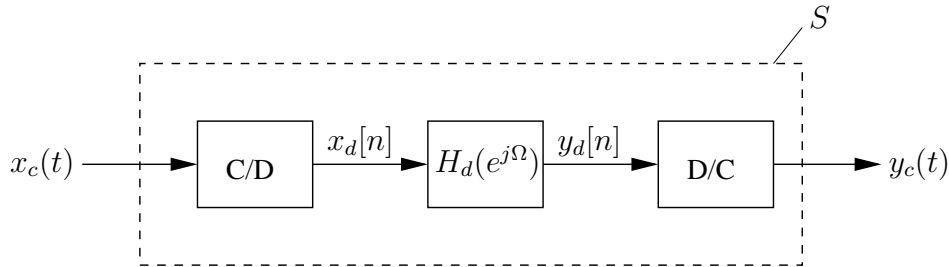 S
x_c(t)
C/D
x_d[n]
H_d(e^{jΩ})
y_d[n]
D/C
y_c(t)